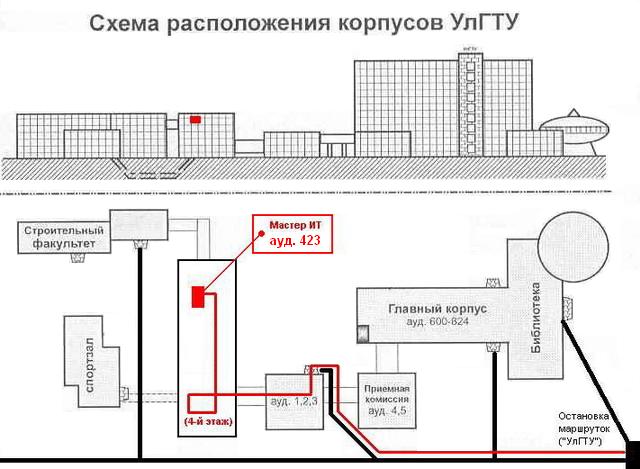 Схема расположения корпусов УлГТУ
УлГТУ
Строительный
факультет
Мастер ИТ
ауд. 423
Главный корпус
ауд. 600-624
Библиотека
спортзал
ауд. 1,2,3
Приемная
комиссия
ауд. 4,5
(4-й этаж)
Остановка
маршруток
("УлГТУ")